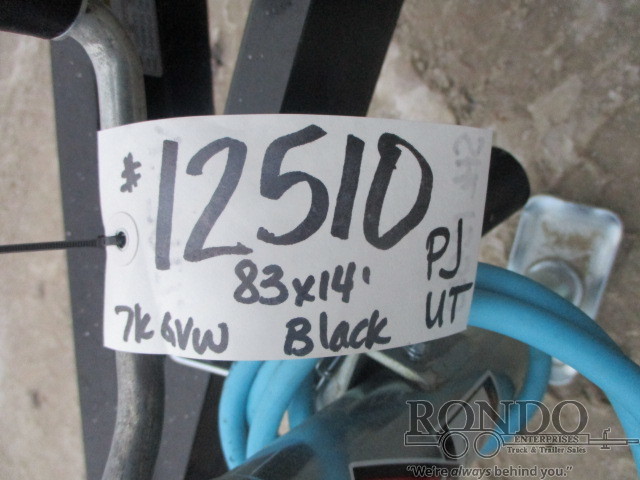 #12510
83x14'
PJ
UT
7K GVW Black
RONDO
ENTERPRISES
Truck & Trailer Sales
"We're always behind you."